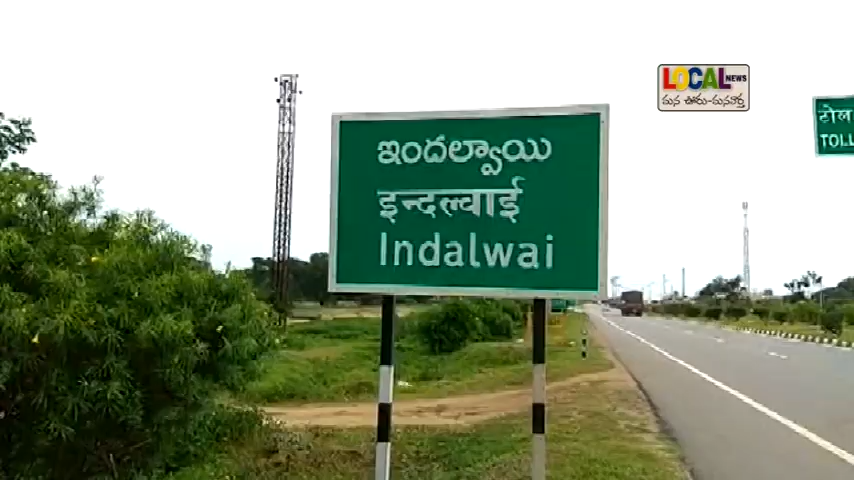 LOCAL NEWS
మన ఊరు-మనవార్త
टोल
TOLL
ఇందల్వాయి
इन्दल्वाई
Indalwai